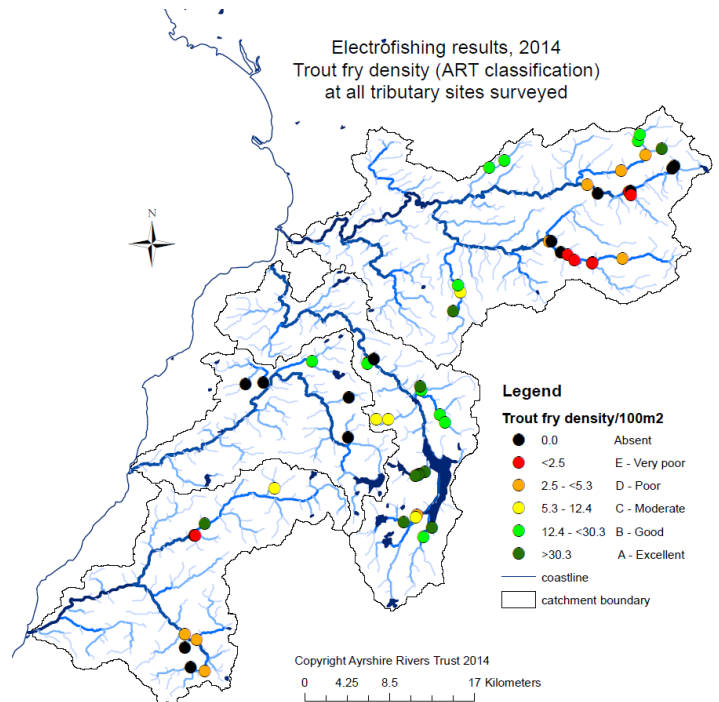 Electrofishing results, 2014
Trout fry density (ART classification)
at all tributary sites surveyed
N
Legend
Trout fry density/100m2
0.0 Absent
<2.5 E - Very poor
2.5 - <5.3 D - Poor
5.3 - 12.4 C - Moderate
12.4 - <30.3 B - Good
>30.3 A - Excellent
coastline
catchment boundary
Copyright Ayrshire Rivers Trust 2014
0 4.25 8.5 17 Kilometers